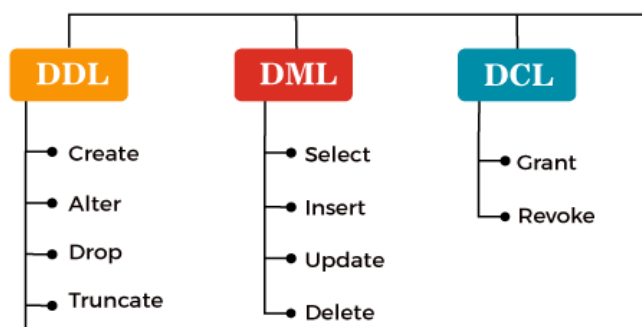 DDL
Create
Alter
Drop
Truncate
DML
Select
Insert
Update
Delete
DCL
Grant
Revoke